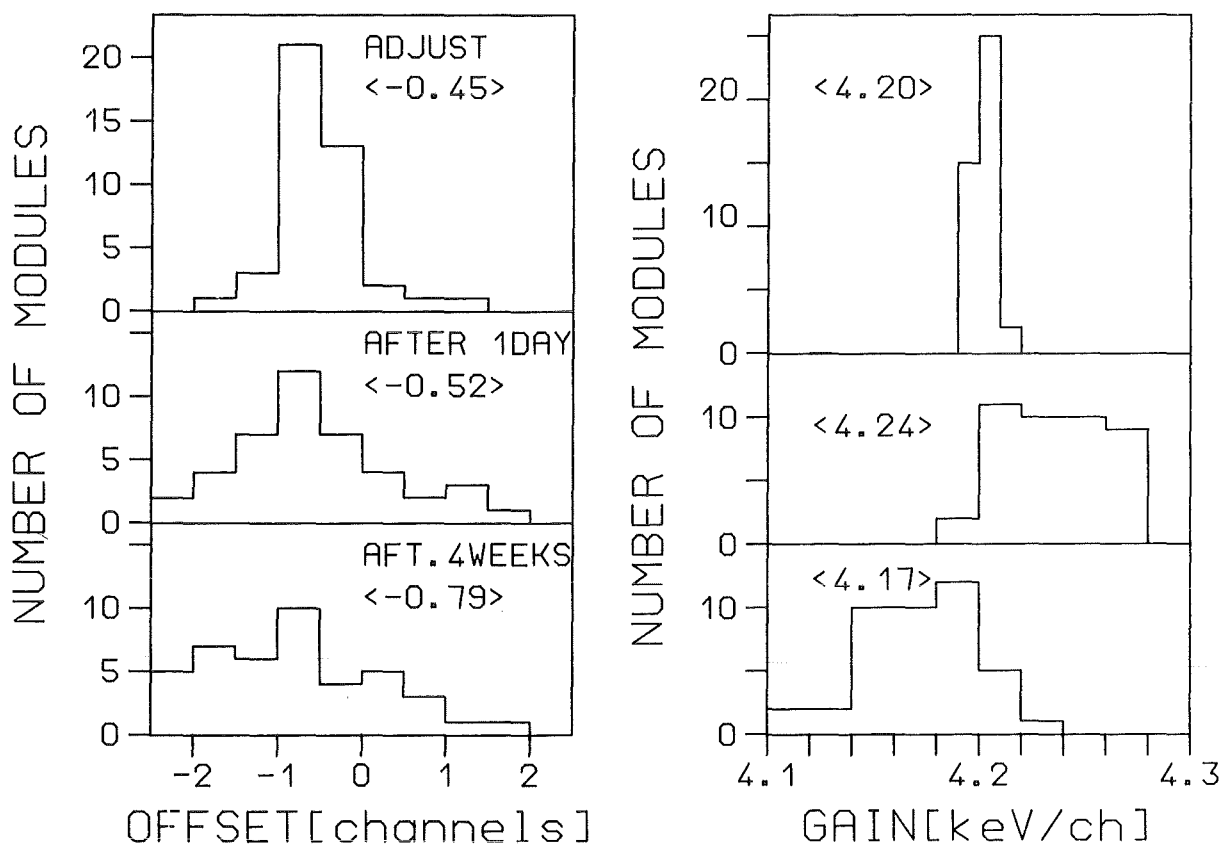 NUMBER OF MODULES
20
15
10
5
0
ADJUST
<-0.45>
10
5
0
AFTER 1DAY
<-0.52>
10
5
0
AFT.4WEEKS
<-0.79>
-2 -1 0 1 2
OFFSET[channels]
NUMBER OF MODULES
20
10
0
<4.20>
10
0
<4.24>
10
0
<4.17>
4.1 4.2 4.3
GAIN[keV/ch]